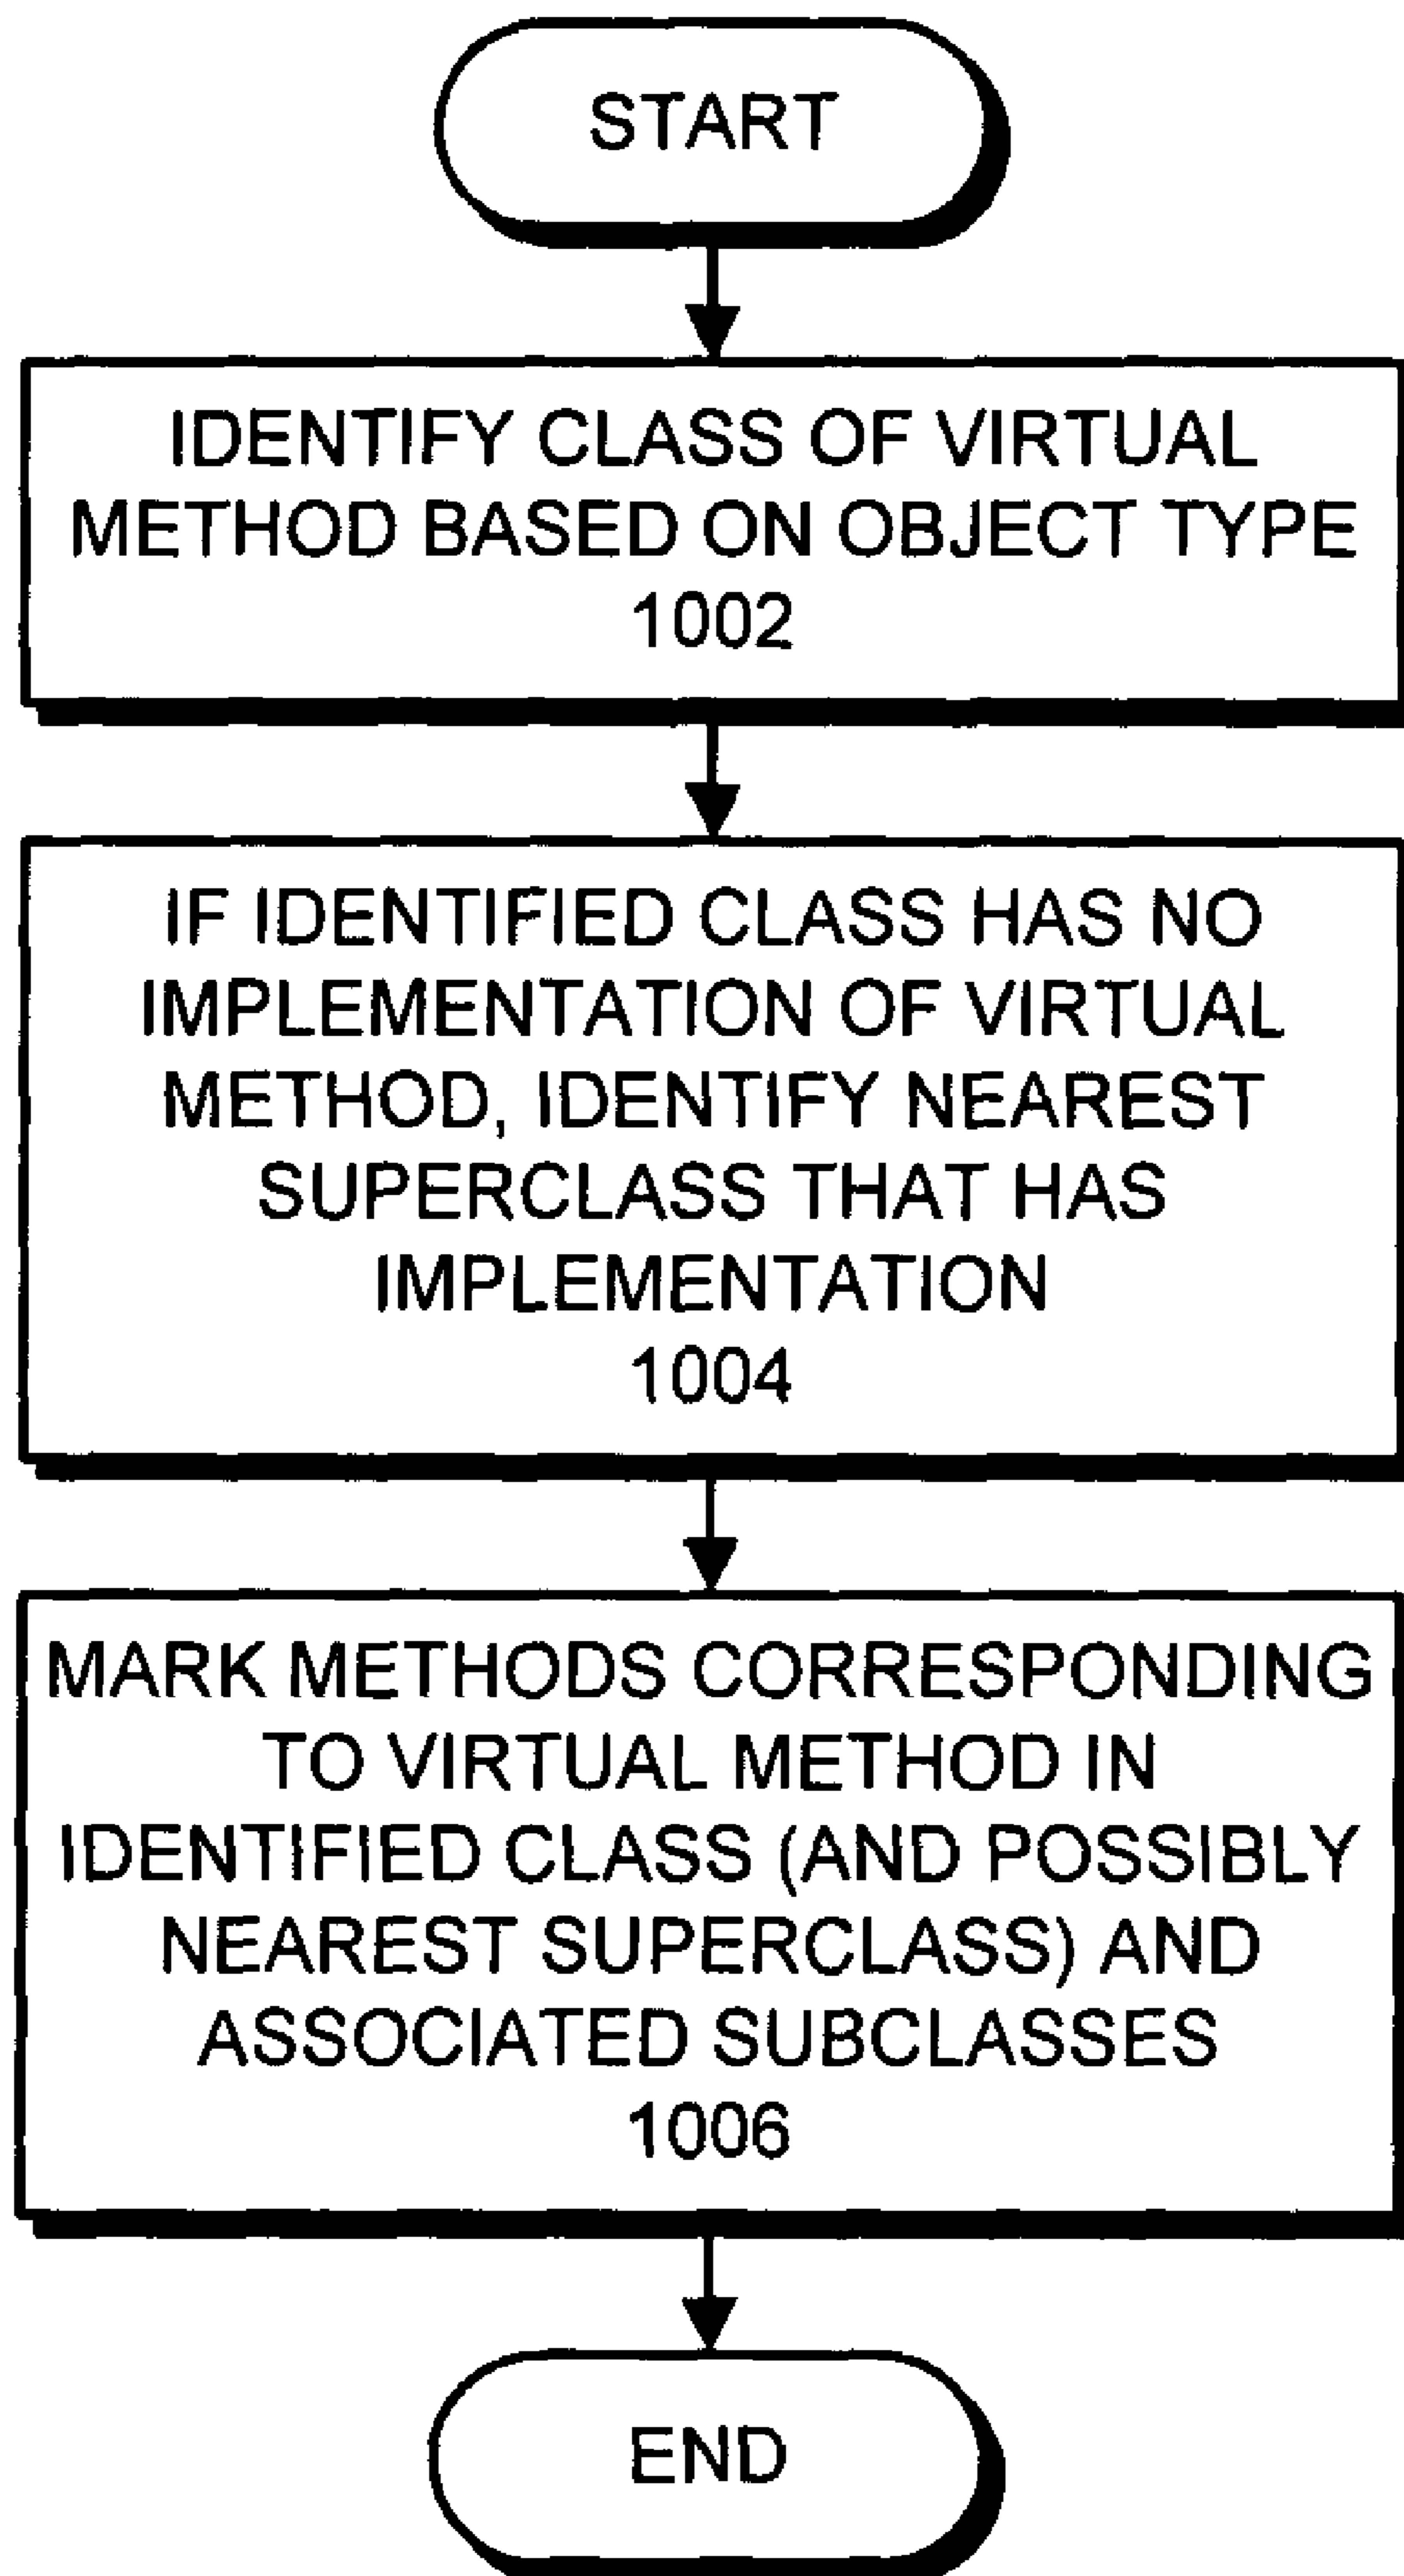 START
IDENTIFY CLASS OF VIRTUAL
METHOD BASED ON OBJECT TYPE
1002
IF IDENTIFIED CLASS HAS NO
IMPLEMENTATION OF VIRTUAL
METHOD, IDENTIFY NEAREST
SUPERCLASS THAT HAS
IMPLEMENTATION
1004
MARK METHODS CORRESPONDING
TO VIRTUAL METHOD IN
IDENTIFIED CLASS (AND POSSIBLY
NEAREST SUPERCLASS) AND
ASSOCIATED SUBCLASSES
1006
END